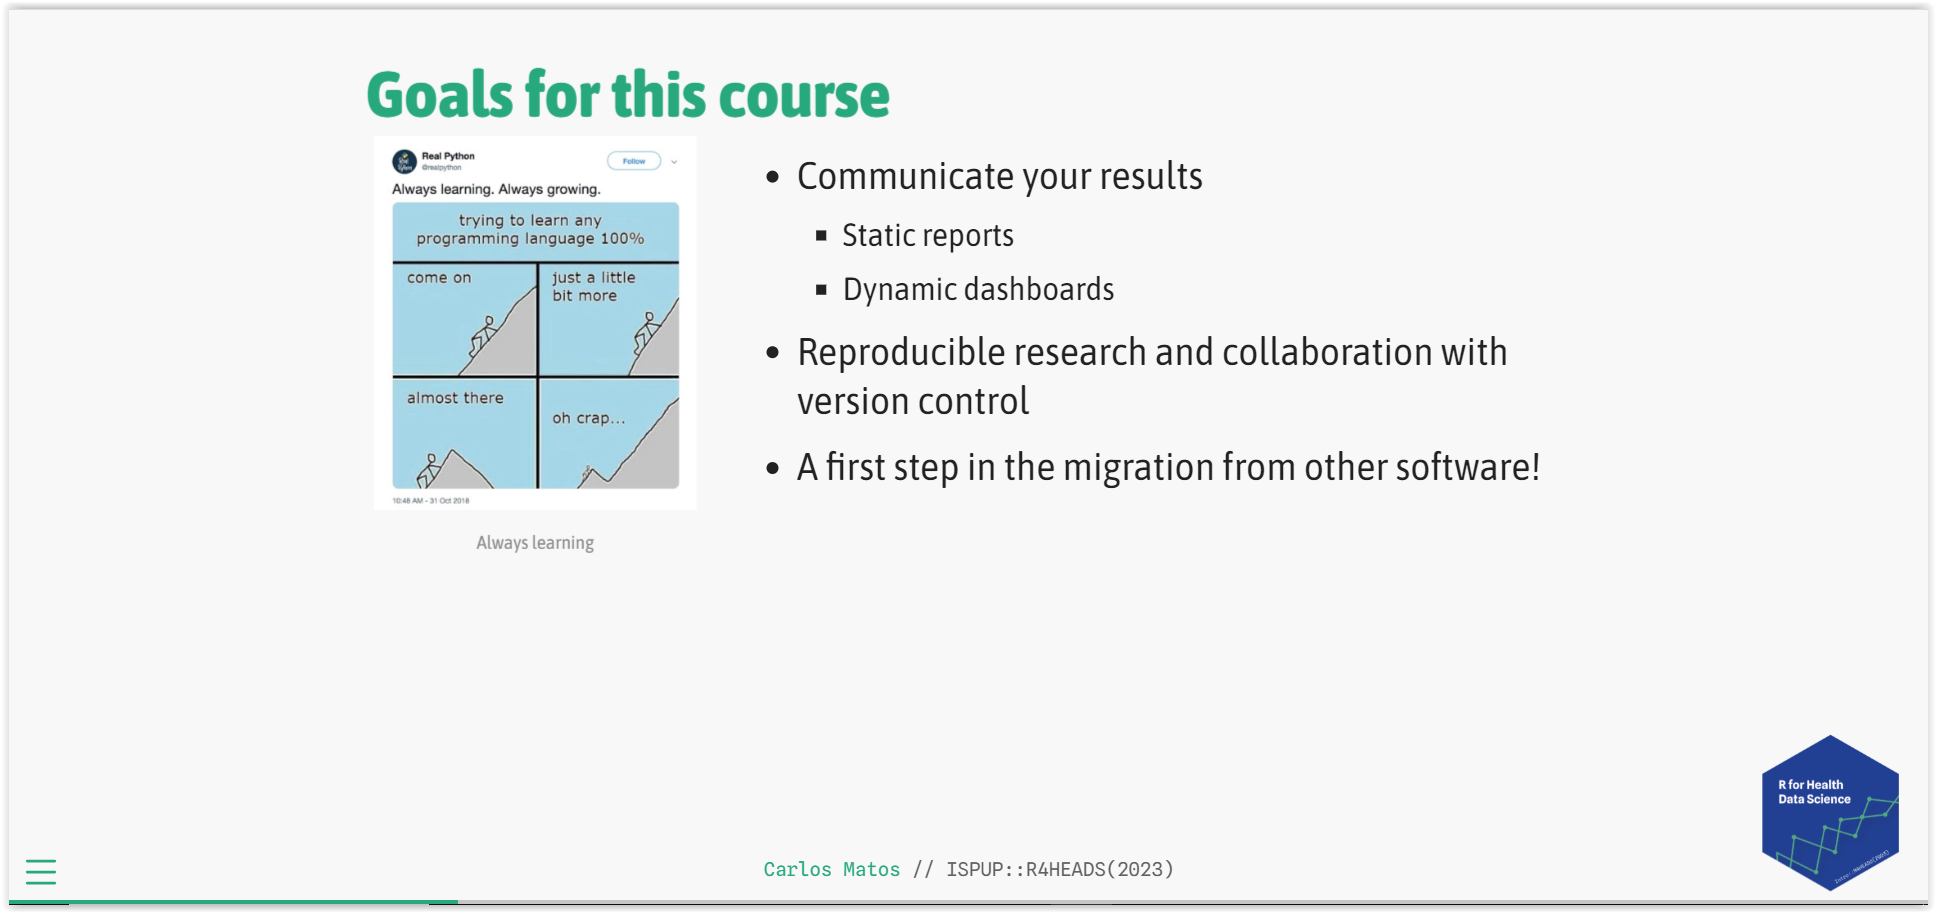 Goals for this course
Real Python
@realpython
Follow
Always learning. Always growing.
trying to learn any
programming language 100%
come on
just a little
bit more
almost there
oh crap...
10:48 AM - 31 Oct 2018
Always learning
Communicate your results
Static reports
Dynamic dashboards
Reproducible research and collaboration with
version control
A first step in the migration from other software!
R for Health
Data Science
Carlos Matos // ISPUP::R4HEADS(2023)